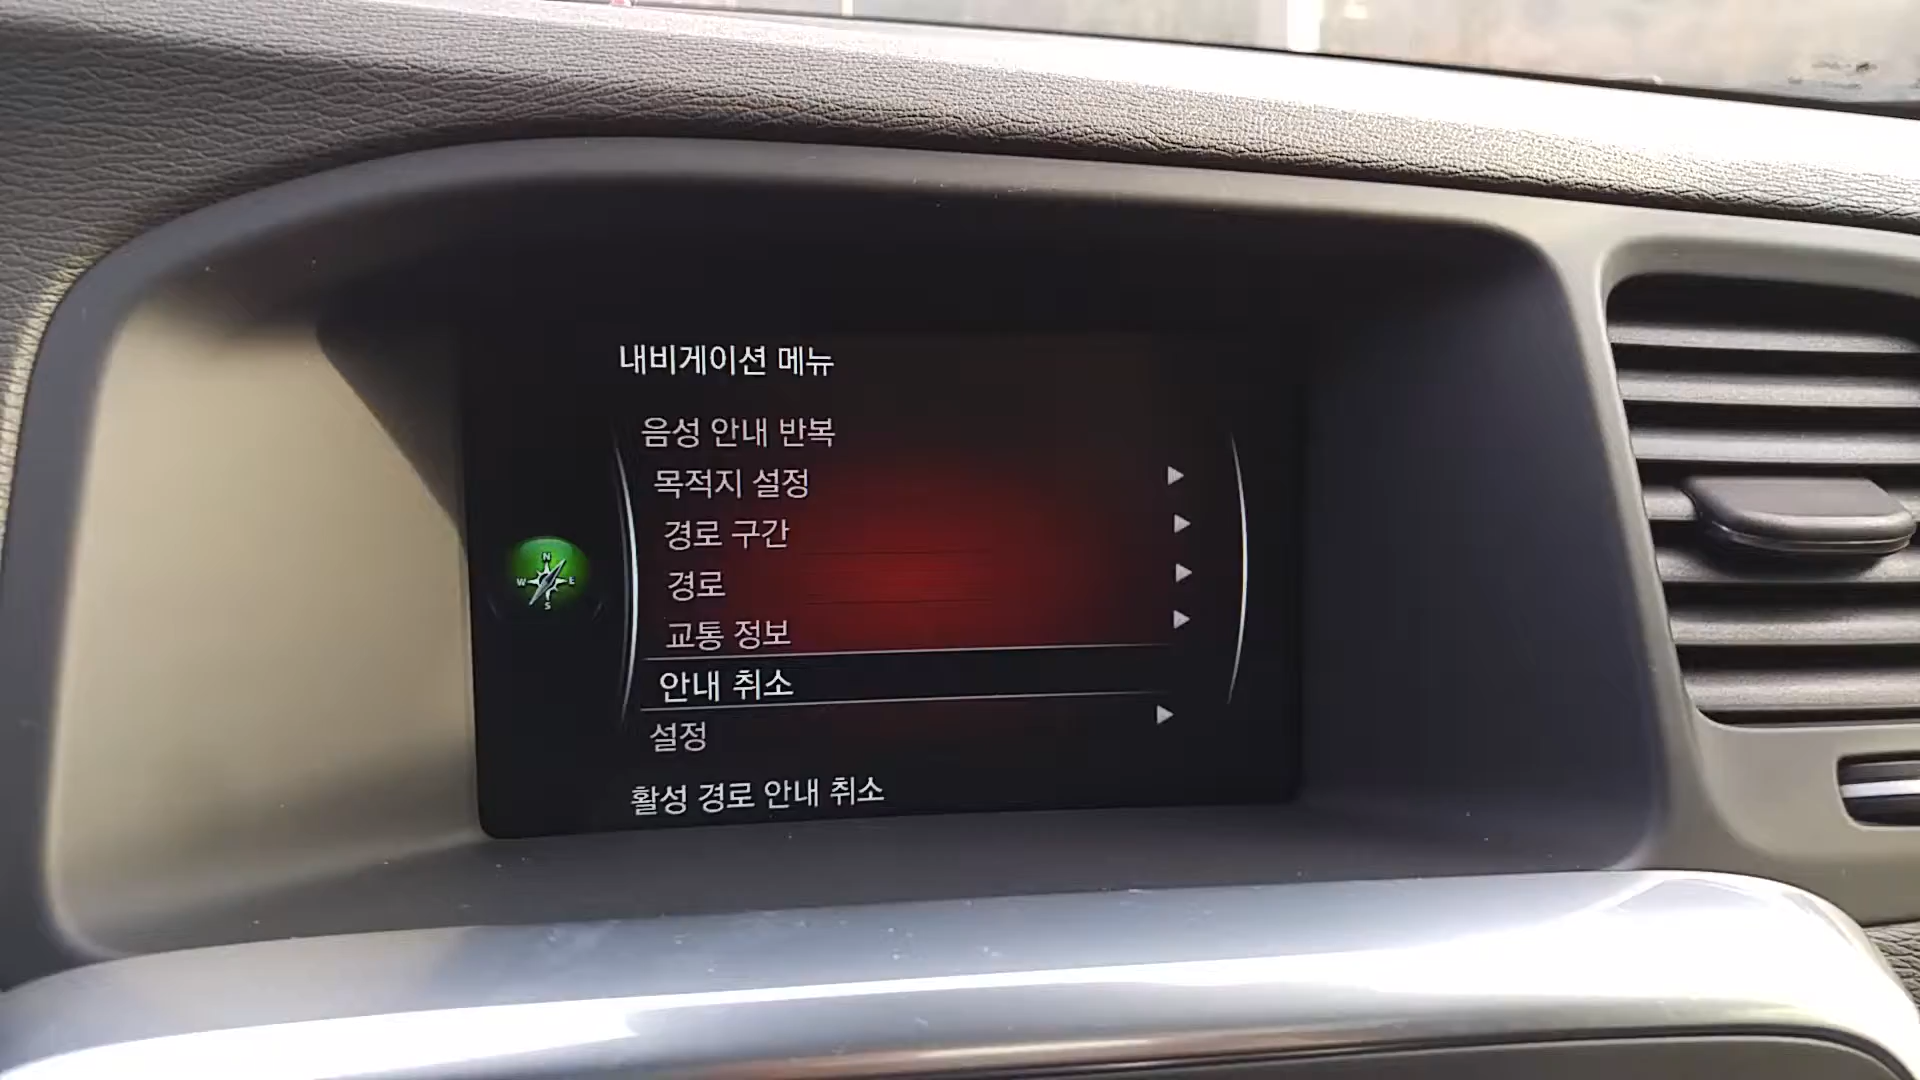 내비게이션 메뉴
음성 안내 반복
목적지 설정
경로 구간
경로
교통 정보
안내 취소
설정
활성 경로 안내 취소
N
W E
S